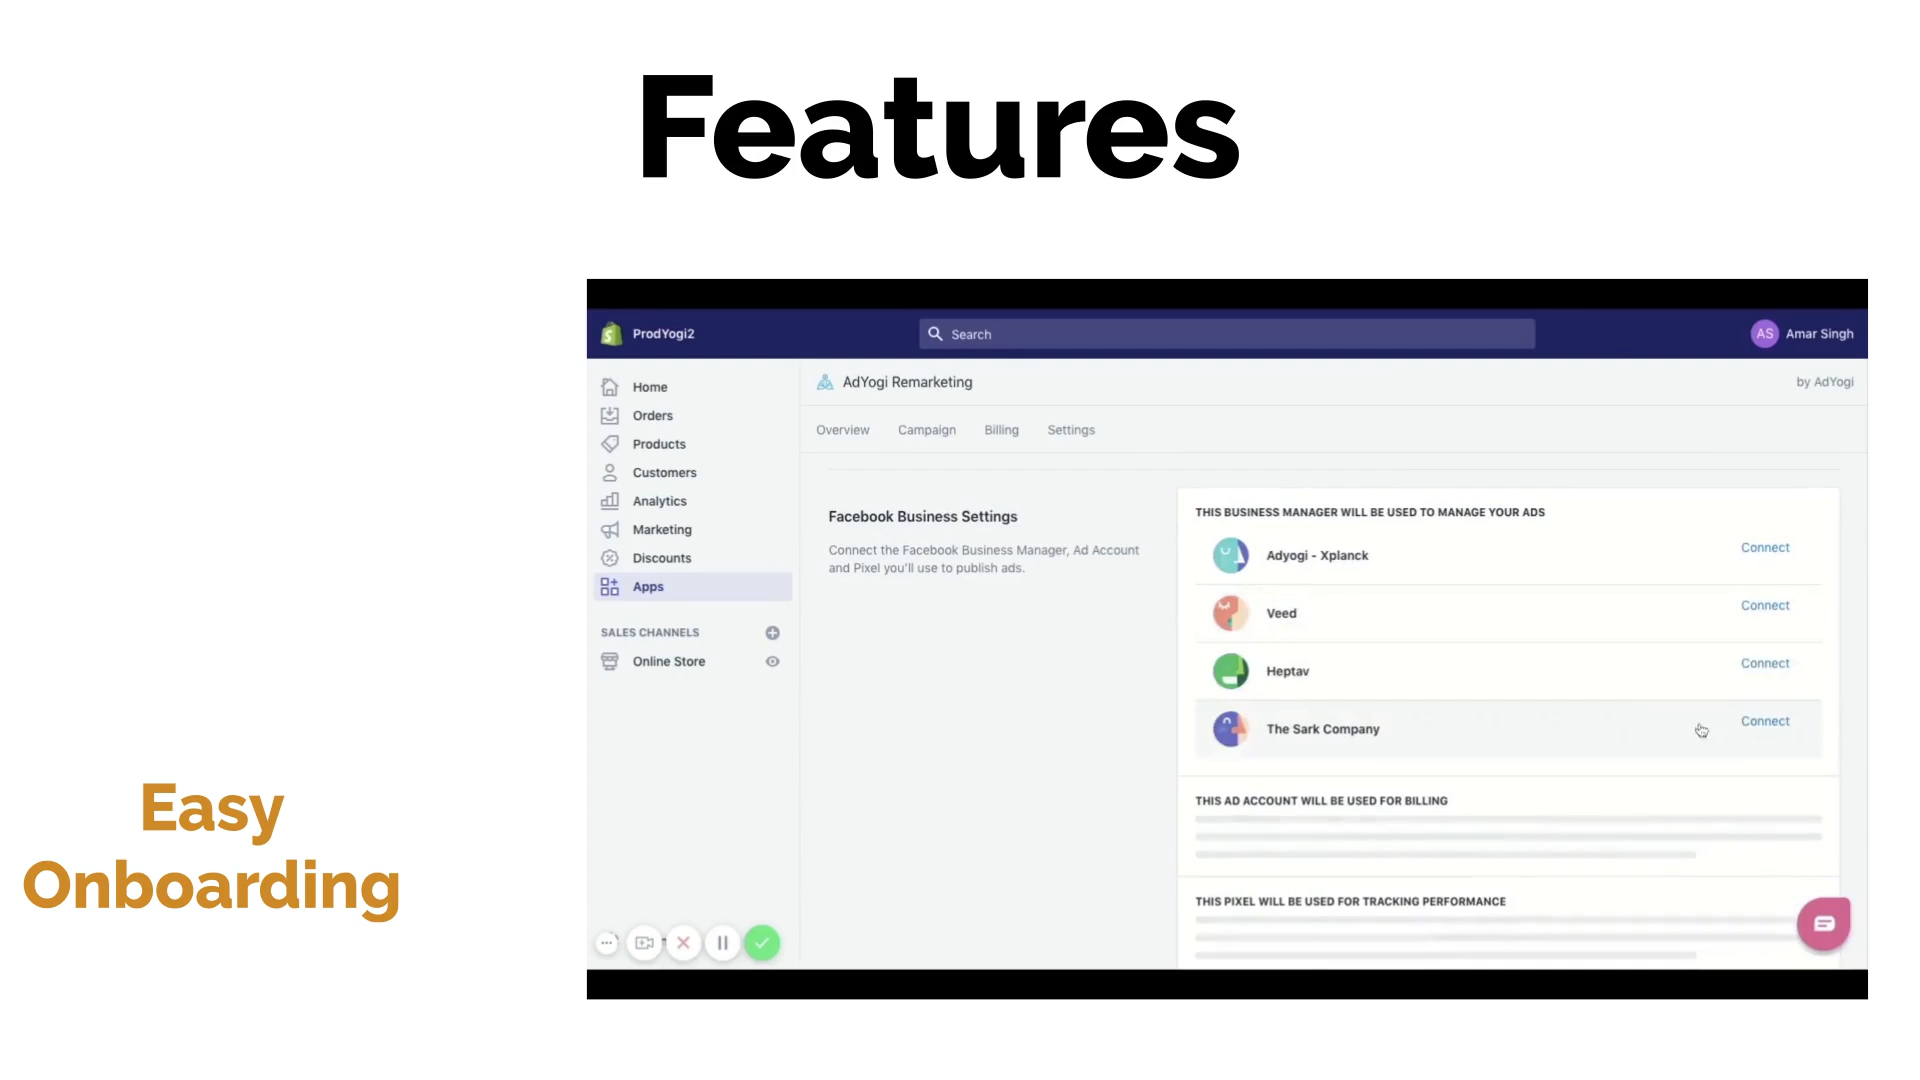 Features
ProdYogi2
Search
AS
Amar Singh
Home
Orders
Products
Customers
Analytics
Marketing
Discounts
Apps
SALES CHANNELS
Online Store
AdYogi Remarketing
by AdYogi
Overview
Campaign
Billing
Settings
Facebook Business Settings
Connect the Facebook Business Manager, Ad Account
and Pixel you'll use to publish ads.
THIS BUSINESS MANAGER WILL BE USED TO MANAGE YOUR ADS
Adyogi - Xplanck
Connect
Veed
Connect
Heptav
Connect
The Sark Company
Connect
THIS AD ACCOUNT WILL BE USED FOR BILLING
THIS PIXEL WILL BE USED FOR TRACKING PERFORMANCE
Easy
Onboarding